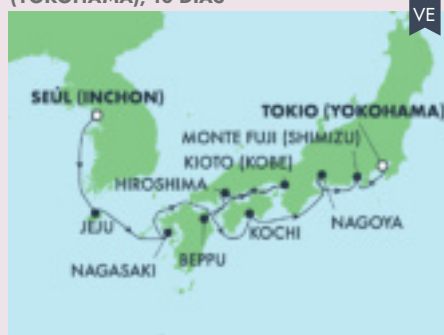 (YOKOHAMA), 10 DÍAS
VE
SEÚL (INCHON)
TOKIO (YOKOHAMA)
MONTE FUJI (SHIMIZU)
KIOTO (KOBE)
HIROSHIMA
JEJU
NAGOYA
KOCHI
BEPPU
NAGASAKI